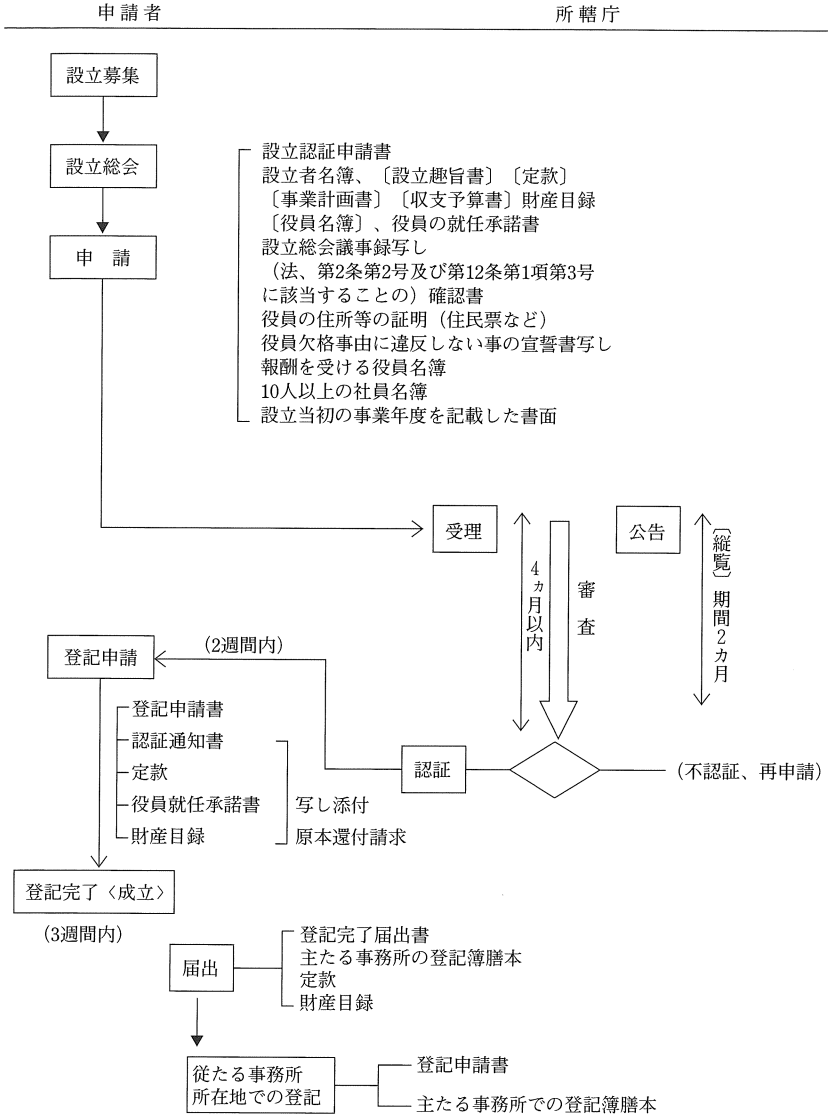 申請者
所轄庁
設立募集
設立総会
申　請
設立認証申請書
設立者名簿、〔設立趣旨書〕〔定款〕
〔事業計画書〕〔収支予算書〕財産目録
〔役員名簿〕、役員の就任承諾書
設立総会議事録写し
（法、第2条第2号及び第12条第1項第3号
に該当することの）確認書
役員の住所等の証明（住民票など）
役員欠格事由に違反しない事の宣誓書写し
報酬を受ける役員名簿
10人以上の社員名簿
設立当初の事業年度を記載した書面
受理
4ヵ月以内
審査
公告
〔縦覧〕期間2カ月
登記申請
（2週間内）
登記申請書
認証通知書
定款
役員就任承諾書
財産目録
写し添付
原本還付請求
認証
（不認証、再申請）
登記完了〈成立〉
（3週間内）
届出
登記完了届出書
主たる事務所の登記簿謄本
定款
財産目録
従たる事務所
所在地での登記
登記申請書
主たる事務所での登記簿謄本